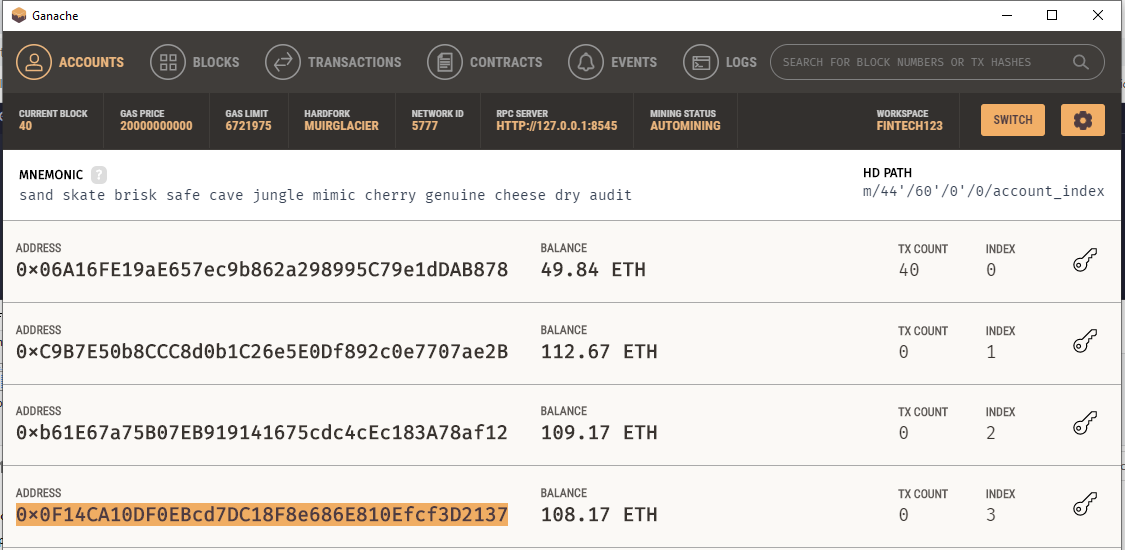 Ganache
ACCOUNTS BLOCKS TRANSACTIONS CONTRACTS EVENTS LOGS SEARCH FOR BLOCK NUMBERS OR TX HASHES
CURRENT BLOCK GAS PRICE GAS LIMIT HARDFORK NETWORK ID RPC SERVER MINING STATUS WORKSPACE
40 20000000000 6721975 MUIRGLACIER 5777 HTTP://127.0.0.1:8545 AUTOMINING FINTECH123 SWITCH
MNEMONIC ? HD PATH
sand skate brisk safe cave jungle mimic cherry genuine cheese dry audit m/44'/60'/0'/0/account_index
ADDRESS BALANCE TX COUNT INDEX
0×06A16FE19aE657ec9b862a298995C79e1dDAB878 49.84 ETH 40 0
ADDRESS BALANCE TX COUNT INDEX
0×C9B7E50b8CCC8d0b1C26e5E0Df892c0e7707ae2B 112.67 ETH 0 1
ADDRESS BALANCE TX COUNT INDEX
0×b61E67a75B07EB919141675cdc4cEc183A78af12 109.17 ETH 0 2
ADDRESS BALANCE TX COUNT INDEX
0×0F14CA10DF0EBcd7DC18F8e686E810Efcf3D2137 108.17 ETH 0 3